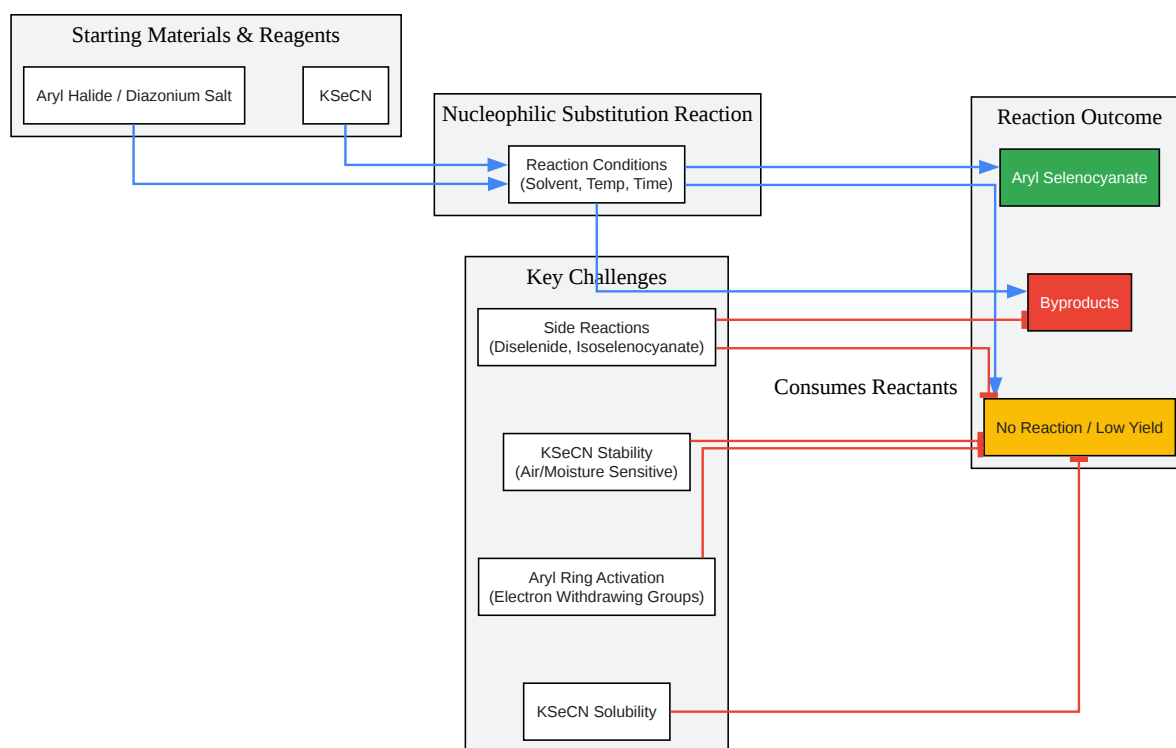 Starting Materials & Reagents
Aryl Halide / Diazonium Salt
KSeCN
Nucleophilic Substitution Reaction
Reaction Conditions
(Solvent, Temp, Time)
Reaction Outcome
Aryl Selenocyanate
Byproducts
No Reaction / Low Yield
Key Challenges
Side Reactions
(Diselenide, Isoselenocyanate)
Consumes Reactants
KSeCN Stability
(Air/Moisture Sensitive)
Aryl Ring Activation
(Electron Withdrawing Groups)
KSeCN Solubility